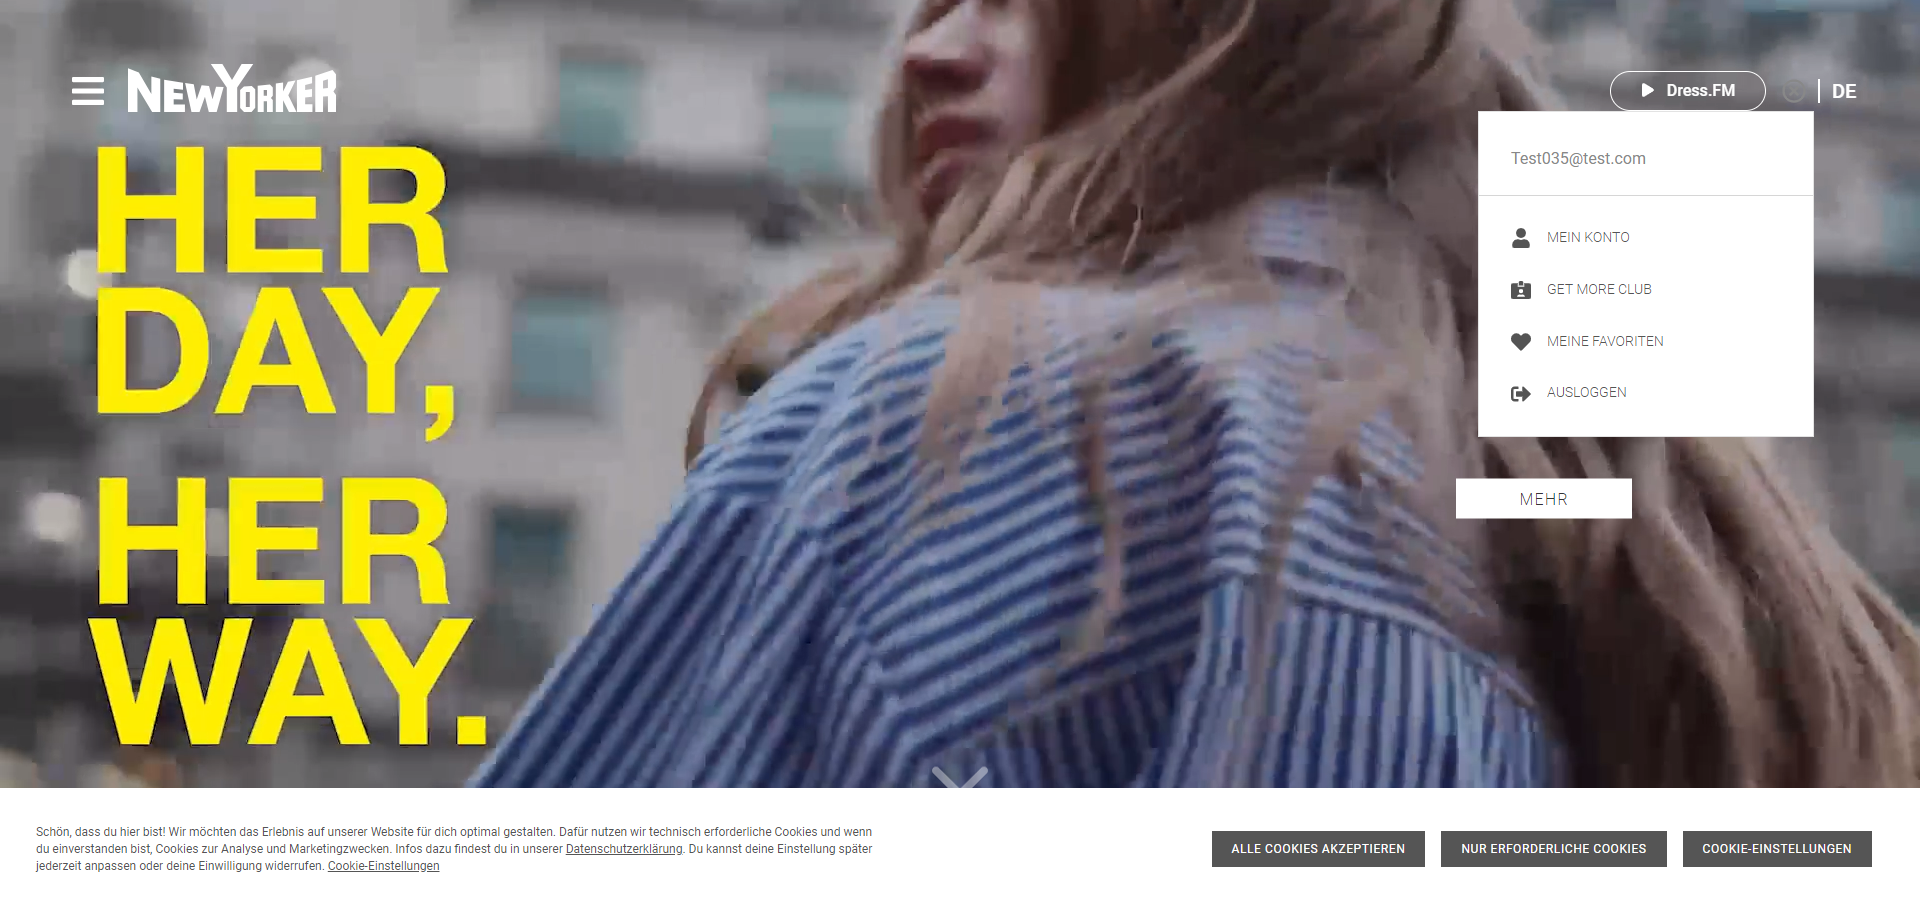 NEWYORKER
Dress.FM
DE
Test035@test.com
MEIN KONTO
GET MORE CLUB
MEINE FAVORITEN
AUSLOGGEN
HER
DAY,
HER
WAY.
MEHR
Schön, dass du hier bist! Wir möchten das Erlebnis auf unserer Website für dich optimal gestalten. Dafür nutzen wir technisch erforderliche Cookies und wenn
du einverstanden bist, Cookies zur Analyse und Marketingzwecken. Infos dazu findest du in unserer Datenschutzerklärung. Du kannst deine Einstellung später
jederzeit anpassen oder deine Einwilligung widerrufen. Cookie-Einstellungen
ALLE COOKIES AKZEPTIEREN
NUR ERFORDERLICHE COOKIES
COOKIE-EINSTELLUNGEN